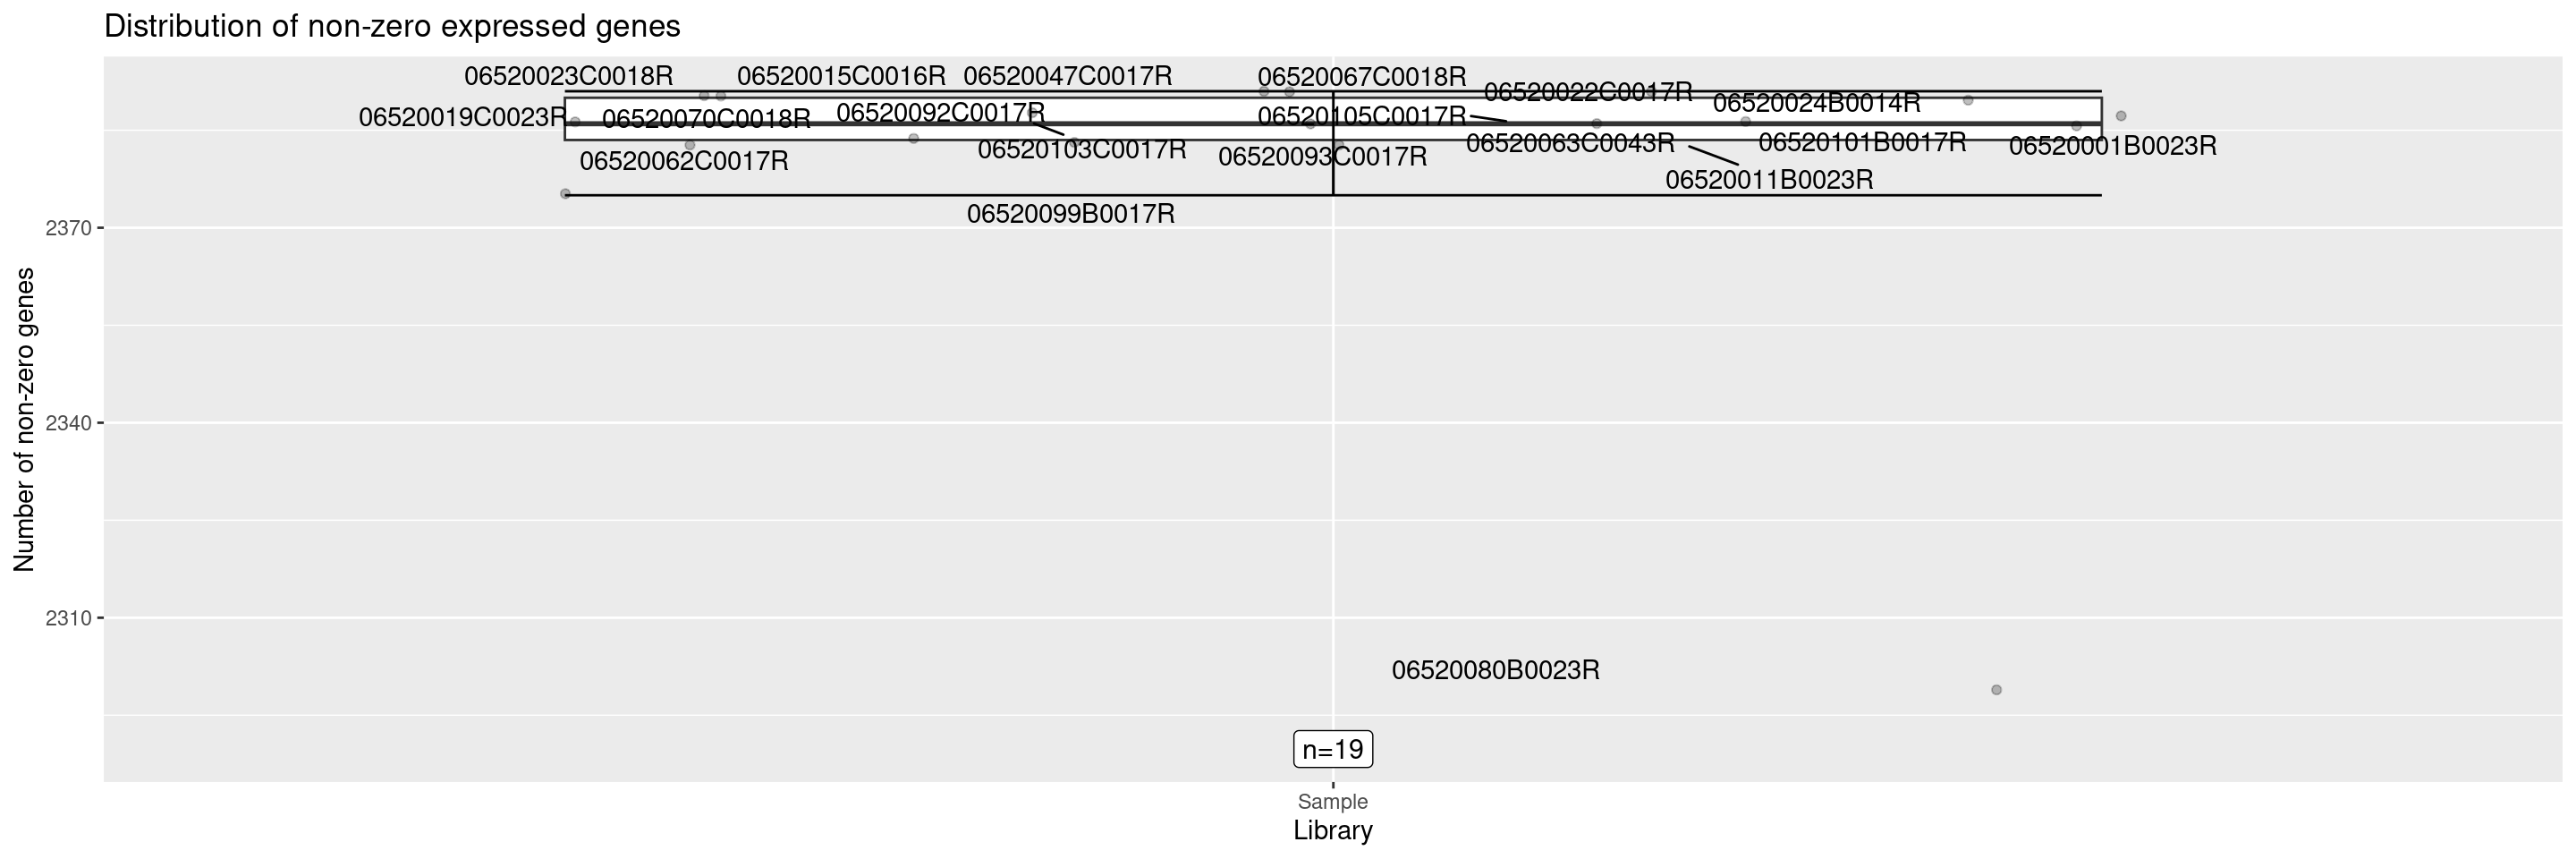 Distribution of non-zero expressed genes
06520023C0018R
06520015C0016R
06520047C0017R
06520067C0018R
06520022C0017R
06520024B0014R
06520019C0023R
06520070C0018R
06520092C0017R
06520105C0017R
06520063C0043R
06520101B0017R
06520001B0023R
06520062C0017R
06520103C0017R
06520093C0017R
06520011B0023R
06520099B0017R
2370
2340
2310
Number of non-zero genes
06520080B0023R
n=19
Sample
Library